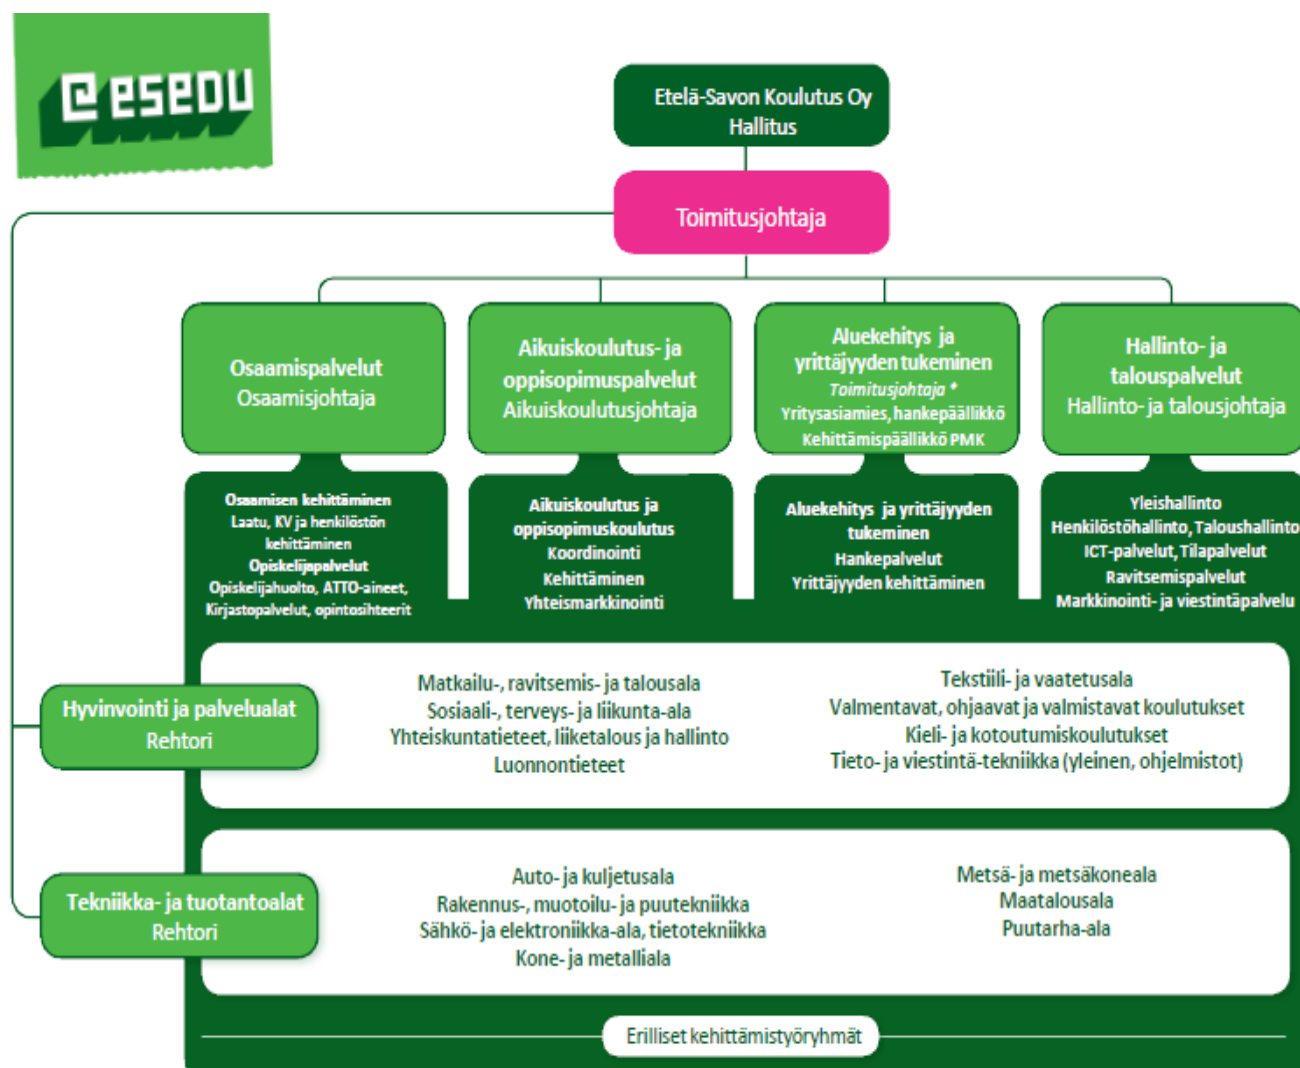 esedu
Etelä-Savon Koulutus Oy
Hallitus
Toimitusjohtaja
Osaamispalvelut
Osaamisjohtaja
Aikuiskoulutus- ja
oppisopimuspalvelut
Aikuiskoulutusjohtaja
Aluekehitys ja
yrittäjyyden tukeminen
Toimitusjohtaja *
Yritysasiamies, hankepäällikkö
Kehittämispäällikkö PMK
Hallinto- ja
talouspalvelut
Hallinto- ja talousjohtaja
Osaamisen kehittäminen
Laatu, KV ja henkilöstön
kehittäminen
Opiskelijapalvelut
Opiskelijahuolto, ATTO-aineet,
Kirjastopalvelut, opintosihteerit
Aikuiskoulutus ja
oppisopimuskoulutus
Koordinointi
Kehittäminen
Yhteismarkkinointi
Aluekehitys ja yrittäjyyden
tukeminen
Hankepalvelut
Yrittäjyyden kehittäminen
Yleishallinto
Henkilöstöhallinto, Taloushallinto
ICT-palvelut, Tilapalvelut
Ravitsemispalvelut
Markkinointi- ja viestintäpalvelu
Hyvinvointi ja palvelualat
Rehtori
Matkailu-, ravitsemis- ja talousala
Sosiaali-, terveys- ja liikunta-ala
Yhteiskuntatieteet, liiketalous ja hallinto
Luonnontieteet
Tekstiili- ja vaatetusala
Valmentavat, ohjaavat ja valmistavat koulutukset
Kieli- ja kotoutumiskoulutukset
Tieto- ja viestintä-tekniikka (yleinen, ohjelmistot)
Tekniikka- ja tuotantoalat
Rehtori
Auto- ja kuljetusala
Rakennus-, muotoilu- ja puutekniikka
Sähkö- ja elektroniikka-ala, tietotekniikka
Kone- ja metalliala
Metsä- ja metsäkoneala
Maatalousala
Puutarha-ala
Erilliset kehittämistyöryhmät